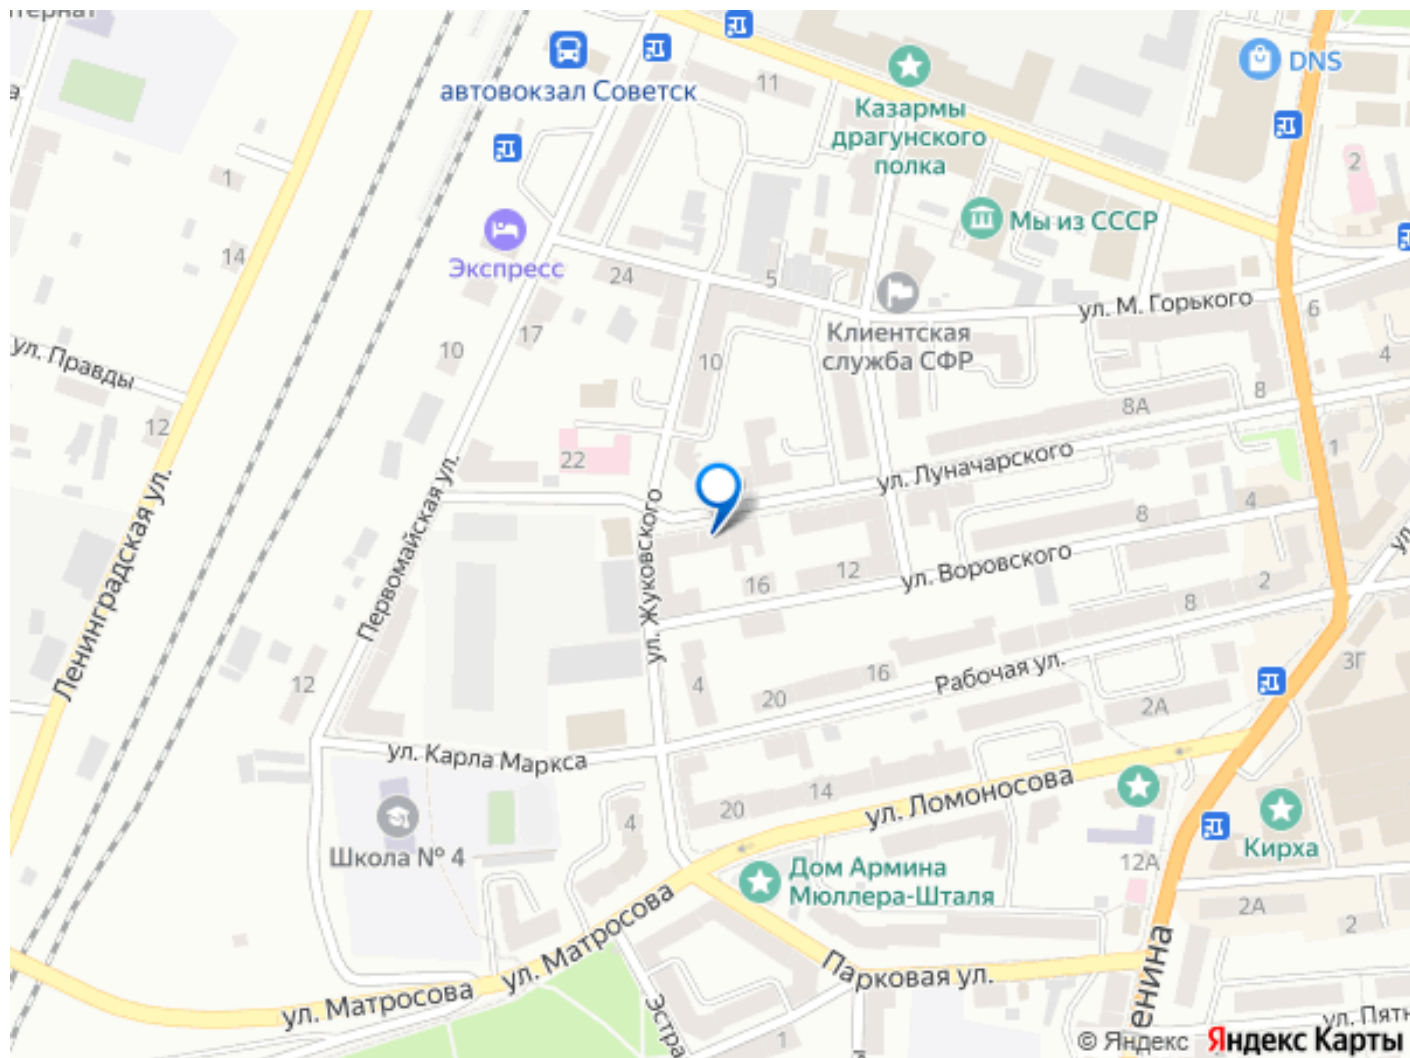 автовокзал Советск
11
DNS
Казармы
драгунского
полка
2
1
14
Мы из СССР
Экспресс
24
5
ул. М. Горького
6
17
10
Клиентская
служба СФР
ул. Правды
10
4
8
8А
12
1
22
ул. Луначарского
Первомайская ул.
Ленинградская ул.
ул. Жуковского
8
4
ул. Воровского
16
12
2
8
3Г
12
4
16
20
Рабочая ул.
2А
ул. Карла Маркса
20
14
ул. Ломоносова
4
Школа № 4
Кирха
12А
Дом Армина
Мюллера-Шталя
2А
2
ул. Матросова
ул. Матросова
Парковая ул.
1
© Яндекс Яндекс Карты